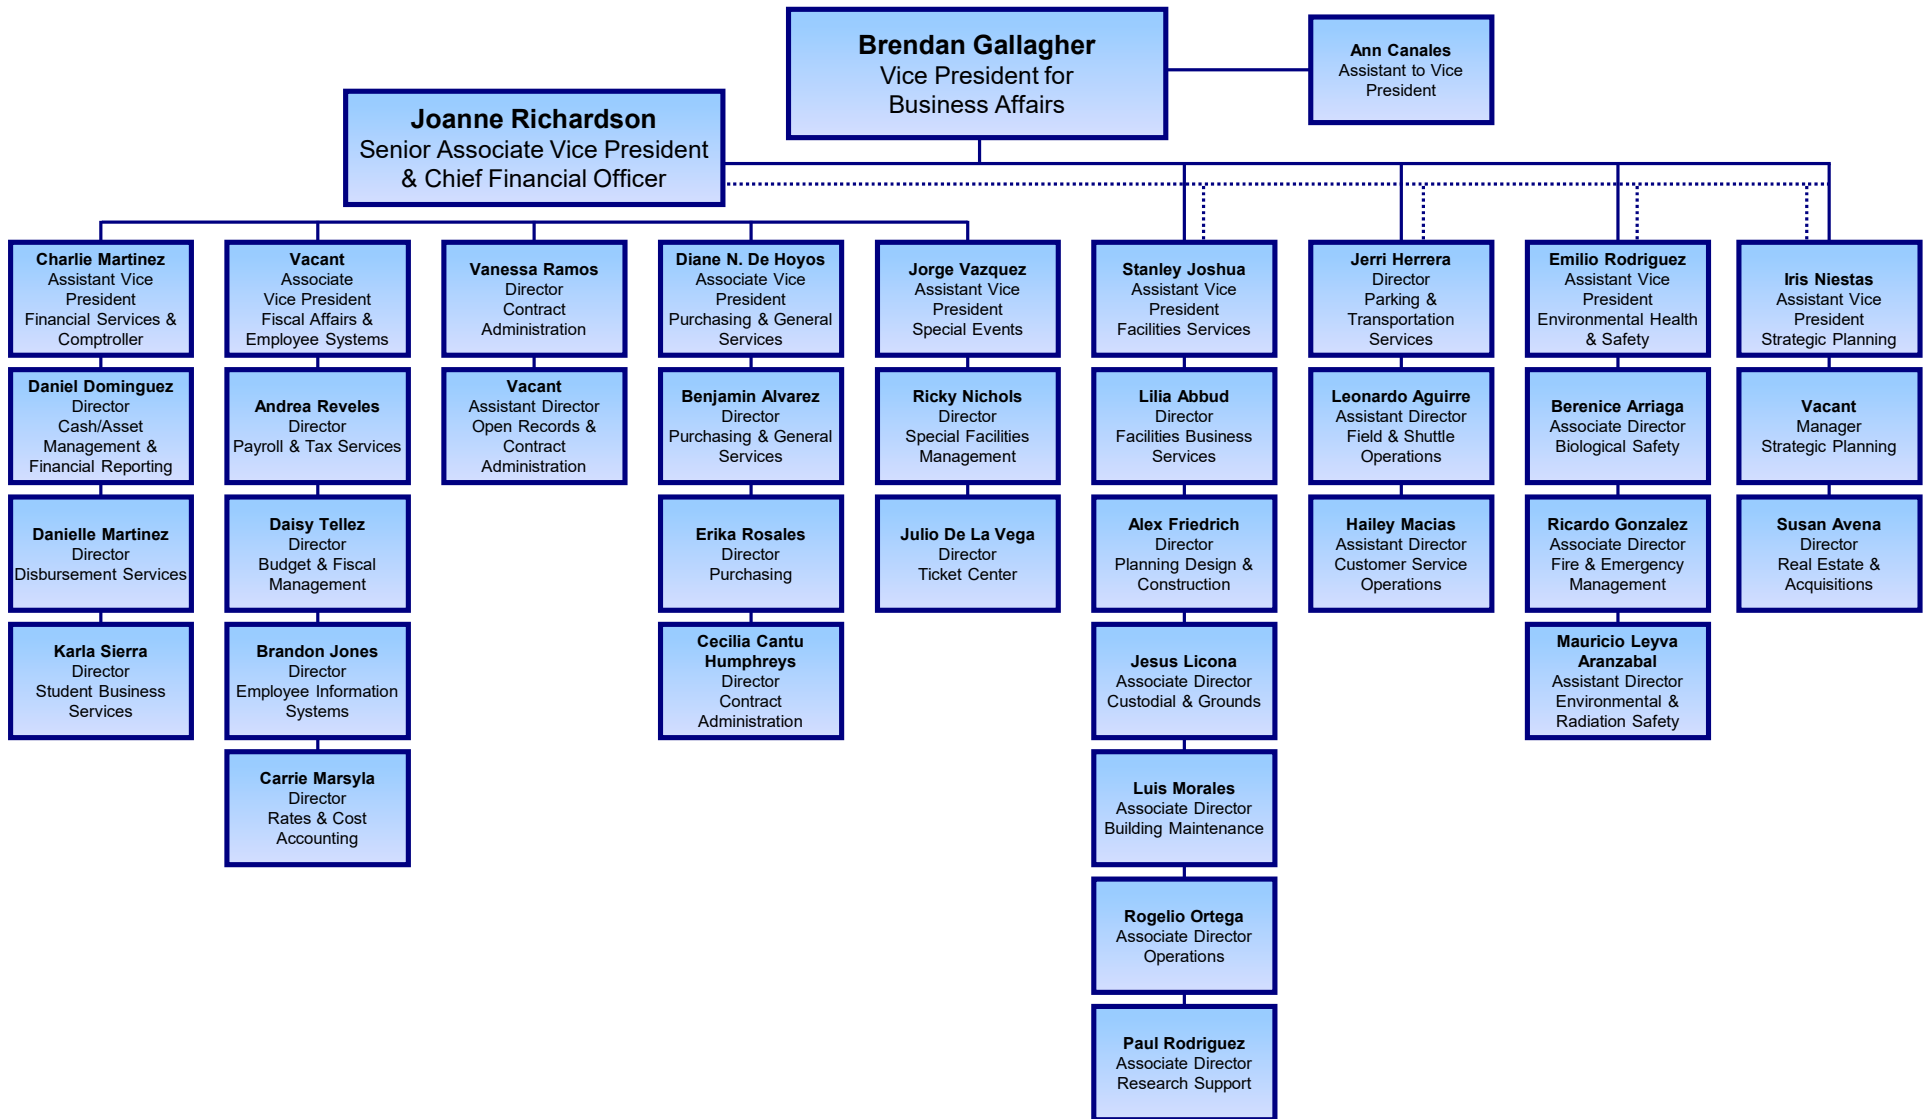 Brendan Gallagher
Vice President for
Business Affairs
Ann Canales
Assistant to Vice
President
Joanne Richardson
Senior Associate Vice President
& Chief Financial Officer
Charlie Martinez
Assistant Vice
President
Financial Services &
Comptroller
Daniel Dominguez
Director
Cash/Asset
Management &
Financial Reporting
Danielle Martinez
Director
Disbursement Services
Karla Sierra
Director
Student Business
Services
Vacant
Associate
Vice President
Fiscal Affairs &
Employee Systems
Andrea Reveles
Director
Payroll & Tax Services
Daisy Tellez
Director
Budget & Fiscal
Management
Brandon Jones
Director
Employee Information
Systems
Carrie Marsyla
Director
Rates & Cost
Accounting
Vanessa Ramos
Director
Contract
Administration
Vacant
Assistant Director
Open Records &
Contract
Administration
Diane N. De Hoyos
Associate Vice
President
Purchasing & General
Services
Benjamin Alvarez
Director
Purchasing & General
Services
Erika Rosales
Director
Purchasing
Cecilia Cantu
Humphreys
Director
Contract
Administration
Jorge Vazquez
Assistant Vice
President
Special Events
Ricky Nichols
Director
Special Facilities
Management
Julio De La Vega
Director
Ticket Center
Stanley Joshua
Assistant Vice
President
Facilities Services
Lilia Abbud
Director
Facilities Business
Services
Alex Friedrich
Director
Planning Design &
Construction
Jesus Licona
Associate Director
Custodial & Grounds
Luis Morales
Associate Director
Building Maintenance
Rogelio Ortega
Associate Director
Operations
Paul Rodriguez
Associate Director
Research Support
Jerri Herrera
Director
Parking &
Transportation
Services
Leonardo Aguirre
Assistant Director
Field & Shuttle
Operations
Hailey Macias
Assistant Director
Customer Service
Operations
Emilio Rodriguez
Assistant Vice
President
Environmental Health
& Safety
Berenice Arriaga
Associate Director
Biological Safety
Ricardo Gonzalez
Associate Director
Fire & Emergency
Management
Mauricio Leyva
Aranzabal
Assistant Director
Environmental &
Radiation Safety
Iris Niestas
Assistant Vice
President
Strategic Planning
Vacant
Manager
Strategic Planning
Susan Avena
Director
Real Estate &
Acquisitions